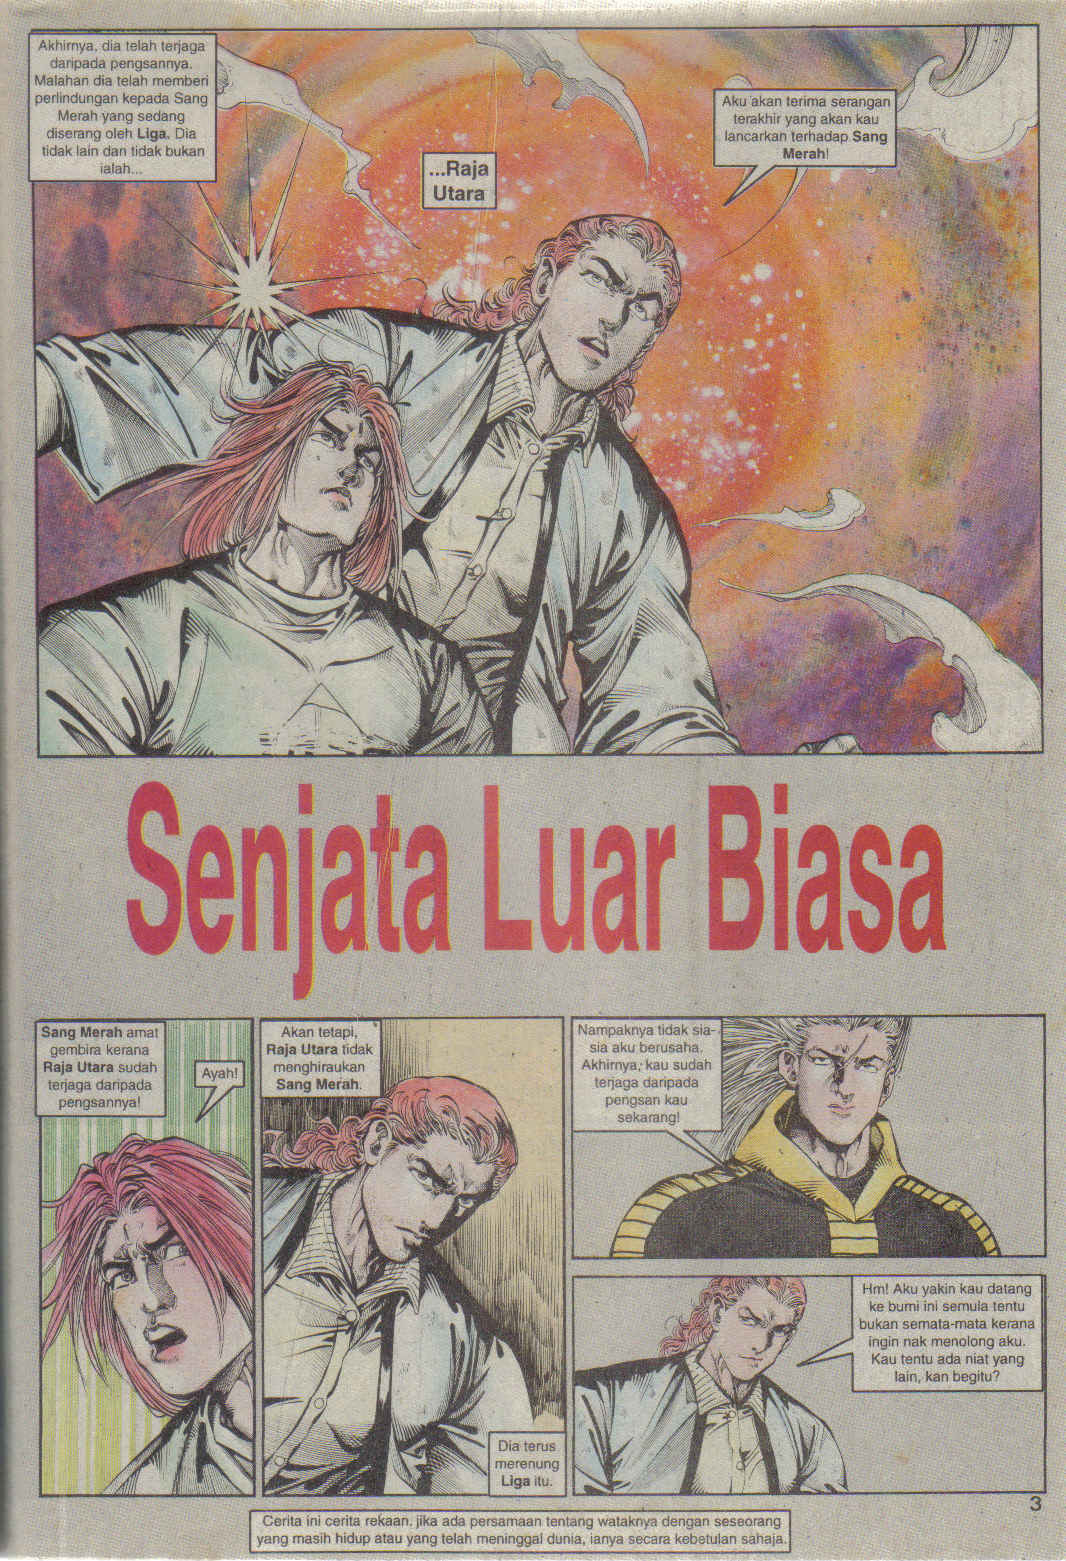 Akhirnya, dia telah terjaga
daripada pengsannya.
Malahan dia telah memberi
perlindungan kepada Sang
Merah yang sedang
diserang oleh Liga. Dia
tidak lain dan tidak bukan
ialah...
...Raja
Utara
Aku akan terima serangan
terakhir yang akan kau
lancarkan terhadap Sang
Merah!
Senjata Luar Biasa
Sang Merah amat
gembira kerana
Raja Utara sudah
terjaga daripada
pengsannya!
Ayah!
Akan tetapi,
Raja Utara tidak
menghiraukan
Sang Merah.
Dia terus
merenung
Liga itu.
Nampaknya tidak sia-
sia aku berusaha.
Akhirnya, kau sudah
terjaga daripada
pengsan kau
sekarang!
Hm! Aku yakin kau datang
ke bumi ini semula tentu
bukan semata-mata kerana
ingin nak menolong aku.
Kau tentu ada niat yang
lain, kan begitu?
3
Cerita ini cerita rekaan, jika ada persamaan tentang wataknya dengan seseorang
yang masih hidup atau yang telah meninggal dunia, ianya secara kebetulan sahaja.